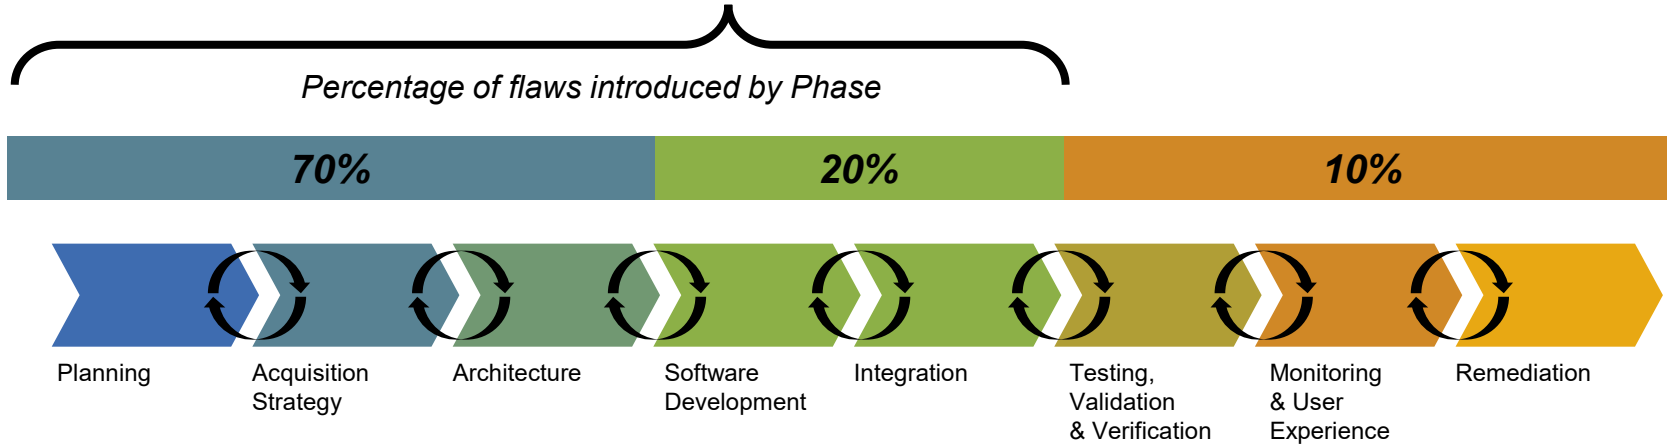 Percentage of flaws introduced by Phase
70%
20%
10%
Planning
Acquisition
Strategy
Architecture
Software
Development
Integration
Testing,
Validation
& Verification
Monitoring
& User
Experience
Remediation